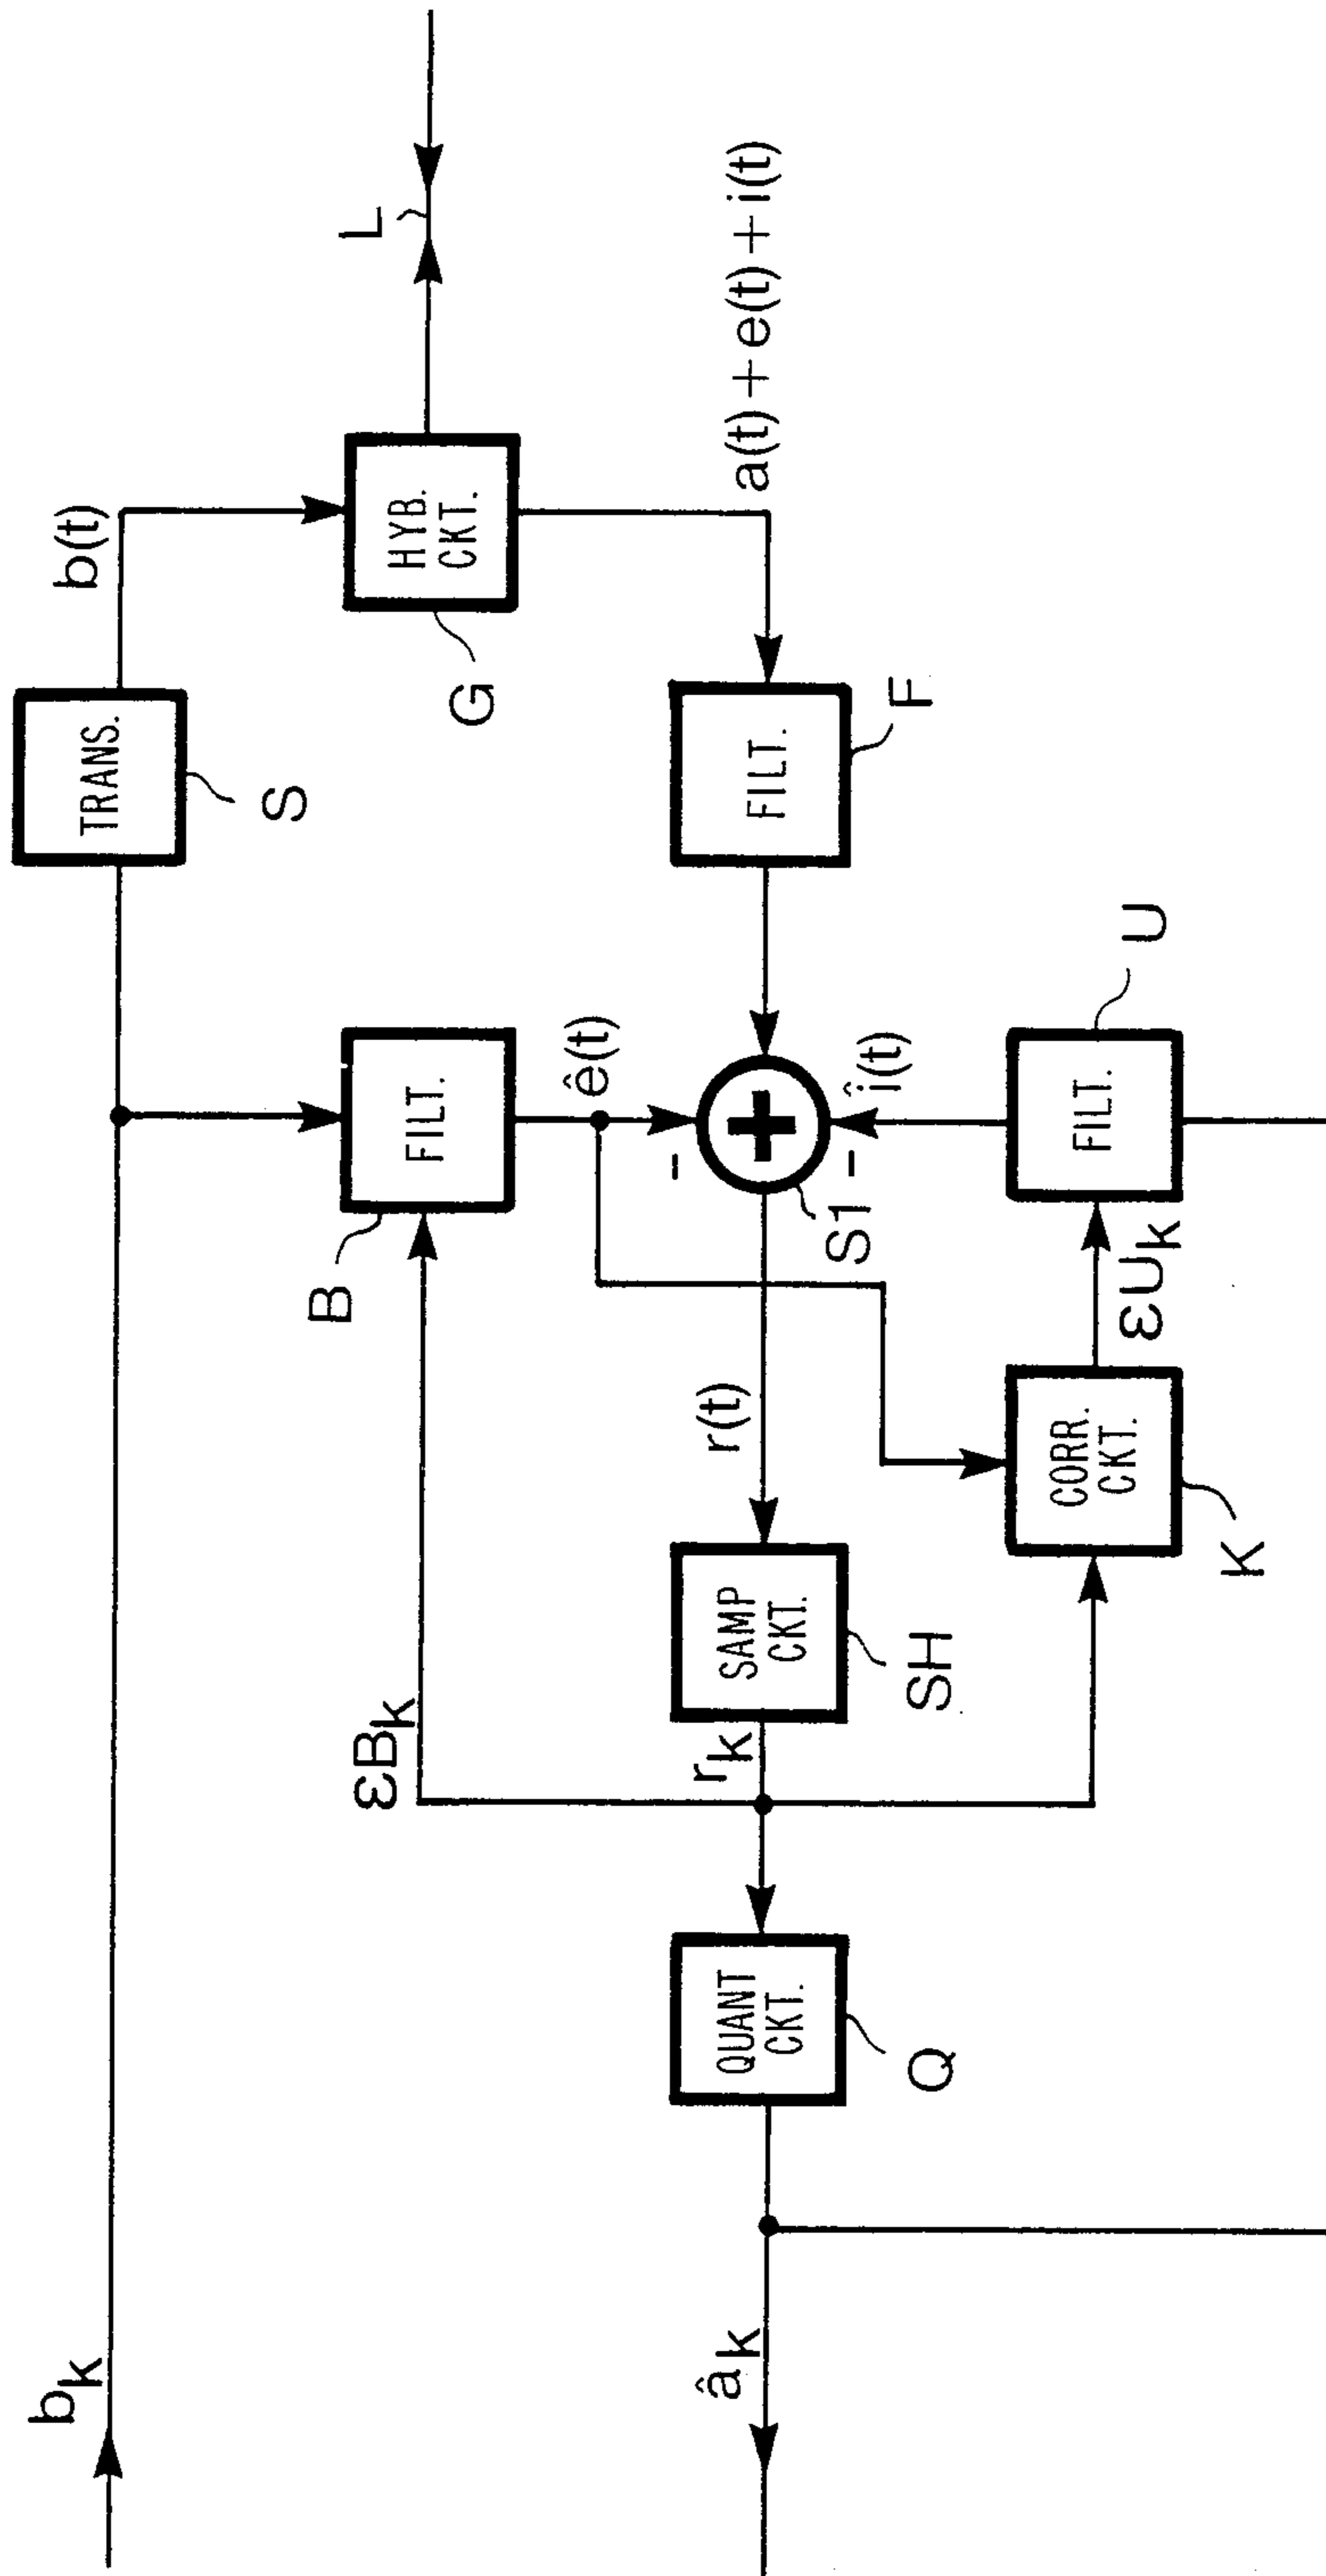 b_k
TRANS.
S
b(t)
HYB.
CKT.
G
L
FILT.
B
ê(t)
εB_k
a(t) + e(t) + i(t)
FILT.
F
+
-
-
S1
r(t)
SAMP
CKT.
SH
r_k
QUANT
CKT.
Q
â_k
î(t)
FILT.
U
εU_k
CORR.
CKT.
K